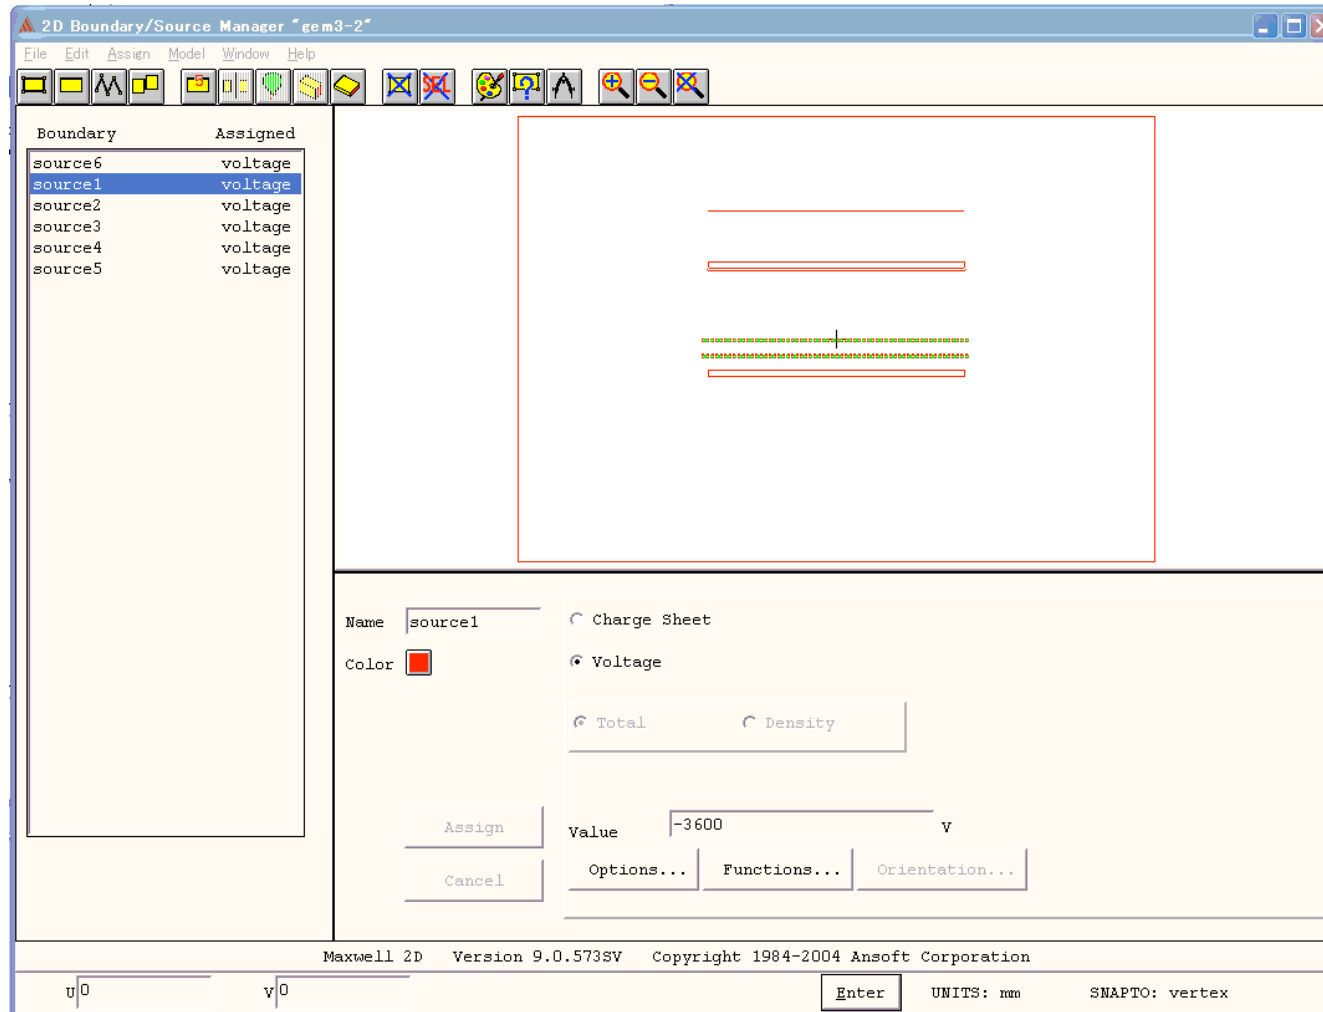 2D Boundary/Source Manager "gem3-2"
File Edit Assign Model Window Help
Boundary Assigned
source6 voltage
source1 voltage
source2 voltage
source3 voltage
source4 voltage
source5 voltage
Name source1
Color
Charge Sheet
Voltage
Total Density
Assign
Cancel
Value -3600 V
Options... Functions... Orientation...
Maxwell 2D Version 9.0.573SV Copyright 1984-2004 Ansoft Corporation
U 0 V 0 Enter UNITS: mm SNAPTO: vertex